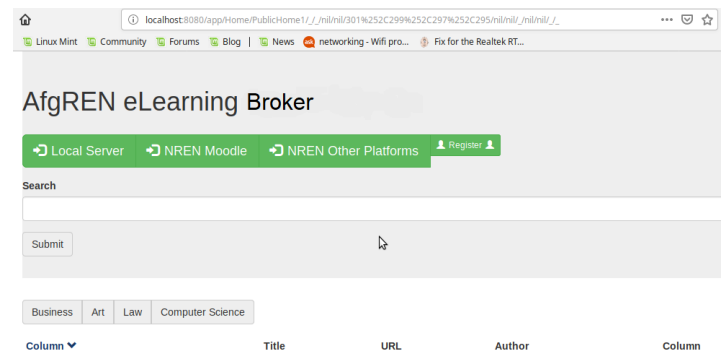 localhost:8080/app/Home/PublicHome1/_/_/nil/nil/301%252C299%252C297%252C295/nil/nil/_/nil/nil/_/_
Linux Mint Community Forums Blog | News ask networking - Wifi pro... Fix for the Realtek RT...
AfgREN eLearning Broker
Local Server NREN Moodle NREN Other Platforms Register
Search
Submit
Business Art Law Computer Science
Column Title URL Author Column